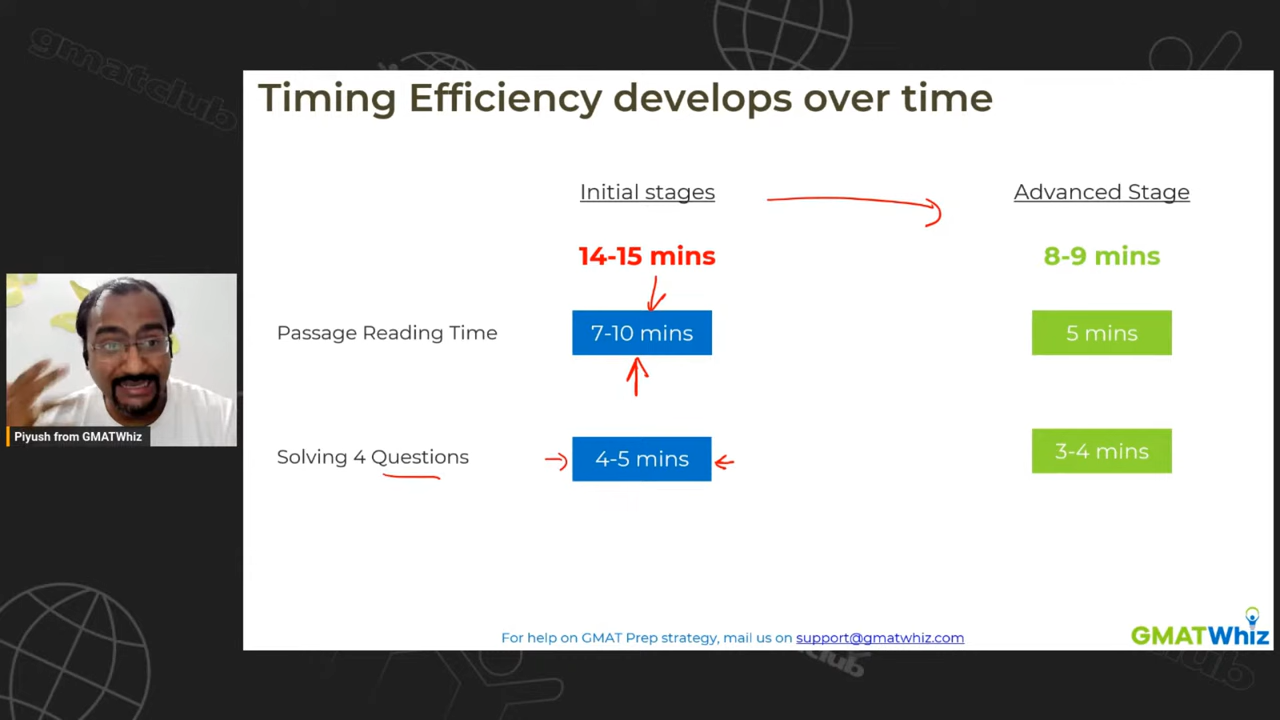 gmatclub
Timing Efficiency develops over time
Initial stages
Advanced Stage
14-15 mins
8-9 mins
Passage Reading Time
7-10 mins
5 mins
Solving 4 Questions
4-5 mins
3-4 mins
Piyush from GMATWhiz
For help on GMAT Prep strategy, mail us on support@gmatwhiz.com
GMATWhiz